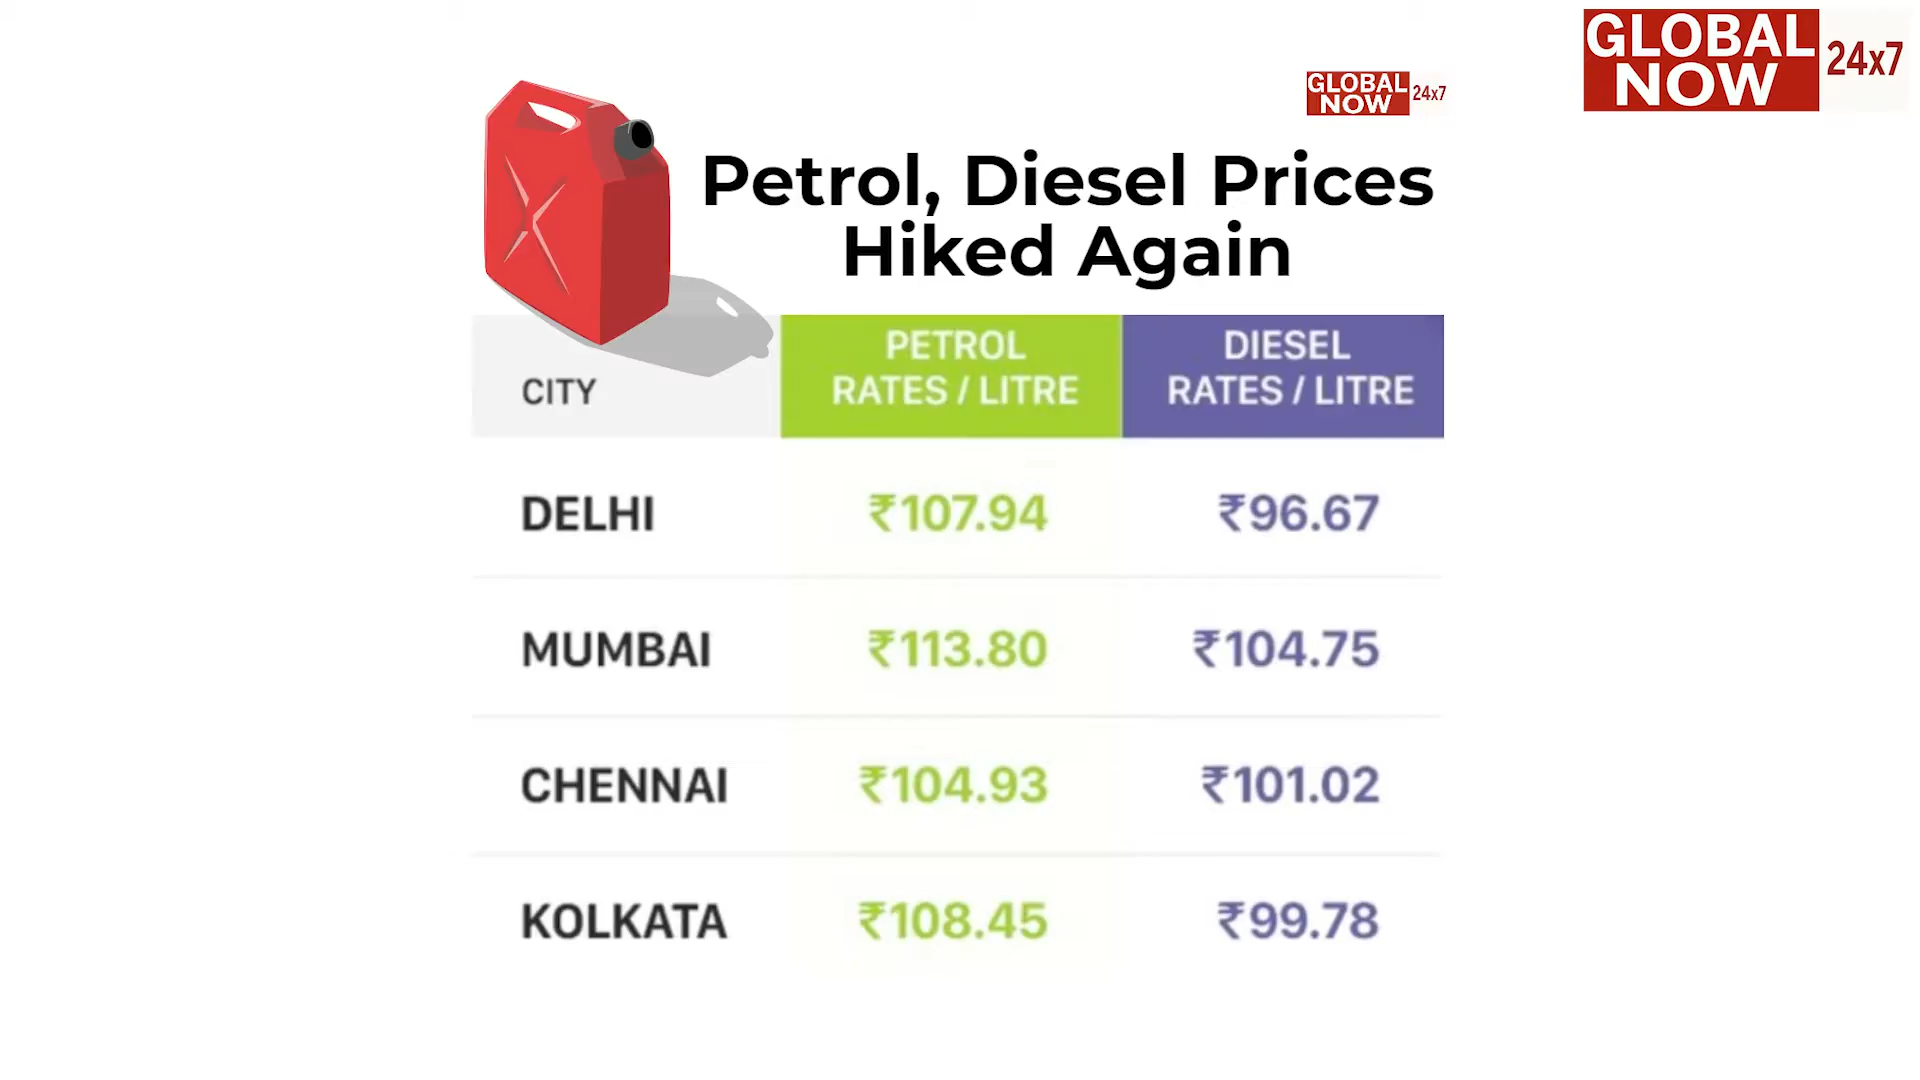 GLOBAL
NOW 24x7
GLOBAL
NOW 24x7
Petrol, Diesel Prices
Hiked Again
CITY
PETROL
RATES / LITRE
DIESEL
RATES / LITRE
DELHI ₹107.94 ₹96.67
MUMBAI ₹113.80 ₹104.75
CHENNAI ₹104.93 ₹101.02
KOLKATA ₹108.45 ₹99.78